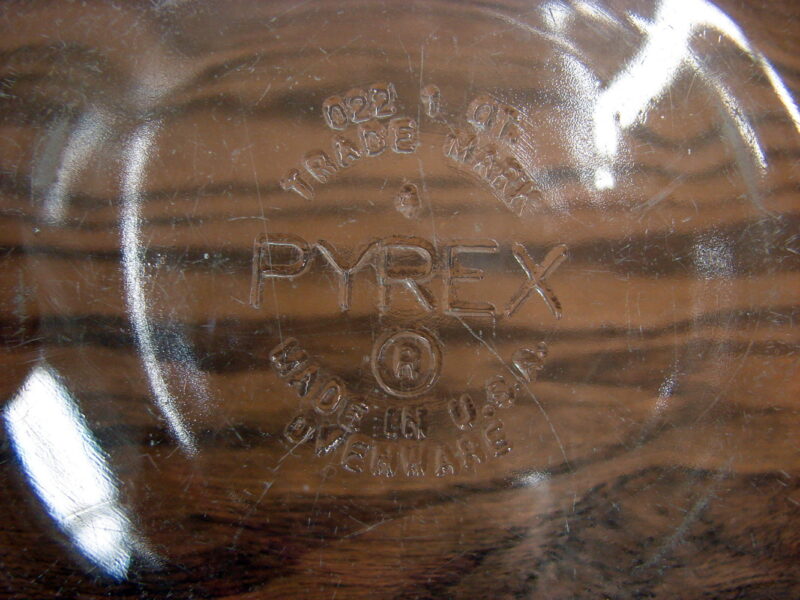 022 1 QT
TRADE MARK
PYREX
®
MADE IN U.S.A.
OVENWARE